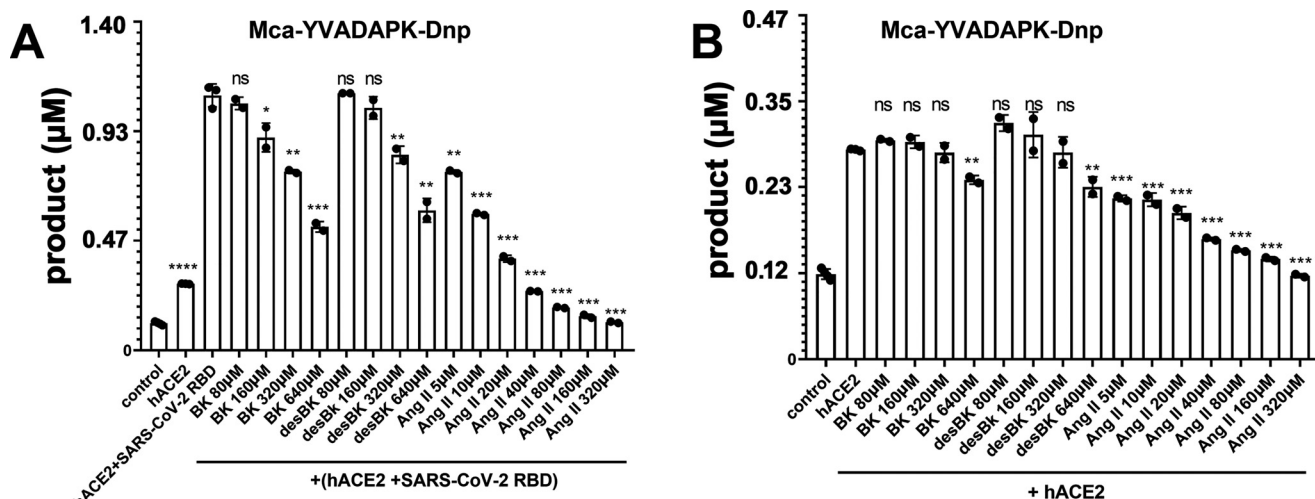 A
Mca-YVADAPK-Dnp
product (µM)
1.40
0.93
0.47
0
****
ns
*
**
***
ns
ns
**
**
**
***
***
***
***
***
***
control
hACE2
hACE2+SARS-CoV-2 RBD
BK 80µM
BK 160µM
BK 320µM
BK 640µM
desBK 80µM
desBK 160µM
desBK 320µM
desBK 640µM
Ang II 5µM
Ang II 10µM
Ang II 20µM
Ang II 40µM
Ang II 80µM
Ang II 160µM
Ang II 320µM
+(hACE2 +SARS-CoV-2 RBD)
B
Mca-YVADAPK-Dnp
product (µM)
0.47
0.35
0.23
0.12
0
ns
ns
ns
**
ns
ns
ns
**
***
***
***
***
***
***
***
control
hACE2
BK 80µM
BK 160µM
BK 320µM
BK 640µM
desBK 80µM
desBK 160µM
desBK 320µM
desBK 640µM
Ang II 5µM
Ang II 10µM
Ang II 20µM
Ang II 40µM
Ang II 80µM
Ang II 160µM
Ang II 320µM
+ hACE2